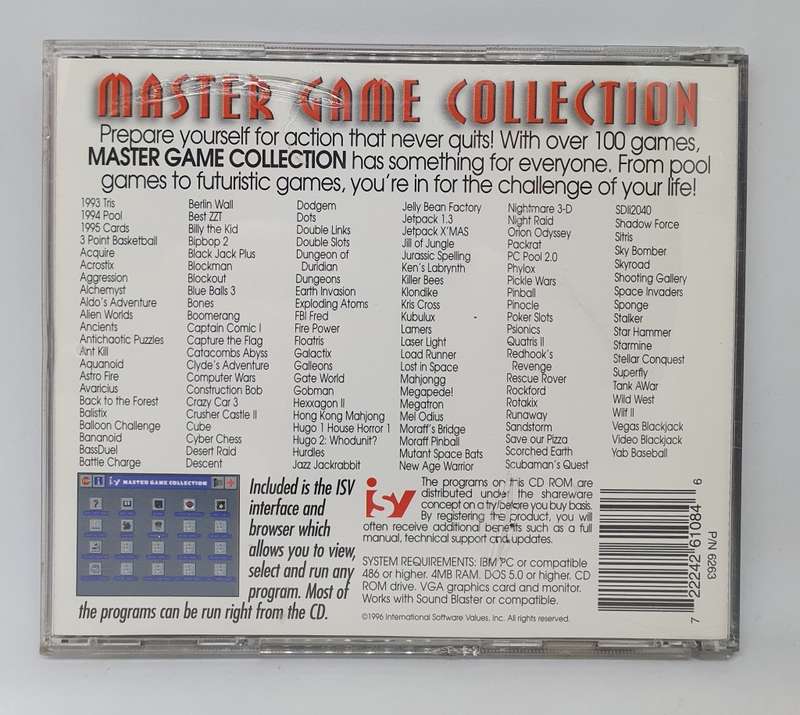 MASTER GAME COLLECTION
Prepare yourself for action that never quits! With over 100 games,
MASTER GAME COLLECTION has something for everyone. From pool
games to futuristic games, you're in for the challenge of your life!
1993 Tris
1994 Pool
1995 Cards
3 Point Basketball
Acquire
Acrostix
Aggression
Alchemyst
Aldo's Adventure
Alien Worlds
Ancients
Antichaotic Puzzles
Ant Kill
Aquanoid
Astro Fire
Avaricius
Back to the Forest
Balistix
Balloon Challenge
Bananoid
BassDuel
Battle Charge
Berlin Wall
Best ZZT
Billy the Kid
Bipbop 2
Black Jack Plus
Blockman
Blockout
Blue Balls 3
Bones
Boomerang
Captain Comic I
Capture the Flag
Catacombs Abyss
Clyde's Adventure
Computer Wars
Construction Bob
Crazy Car 3
Crusher Castle II
Cube
Cyber Chess
Desert Raid
Descent
Dodgem
Dots
Double Links
Double Slots
Dungeon of
Duridian
Dungeons
Earth Invasion
Exploding Atoms
FBI Fred
Fire Power
Floatris
Galactix
Galleons
Gate World
Gobman
Hexxagon II
Hong Kong Mahjong
Hugo 1 House Horror 1
Hugo 2: Whodunit?
Hurdles
Jazz Jackrabbit
Jelly Bean Factory
Jetpack 1.3
Jetpack X'MAS
Jill of Jungle
Jurassic Spelling
Ken's Labrynth
Killer Bees
Klondike
Kris Cross
Kubulux
Lamers
Laser Light
Load Runner
Lost in Space
Mahjongg
Megapede!
Megatron
Mel Odius
Moraff's Bridge
Moraff Pinball
Mutant Space Bats
New Age Warrior
Nightmare 3-D
Night Raid
Orion Odyssey
Packrat
PC Pool 2.0
Phylox
Pickle Wars
Pinball
Pinocle
Poker Slots
Psionics
Quatris II
Redhook's
Revenge
Rescue Rover
Rockford
Rotakix
Runaway
Sandstorm
Save our Pizza
Scorched Earth
Scubaman's Quest
SDII2040
Shadow Force
Sitris
Sky Bomber
Skyroad
Shooting Gallery
Space Invaders
Sponge
Stalker
Star Hammer
Starmine
Stellar Conquest
Superfly
Tank AWar
Wild West
Wilf II
Vegas Blackjack
Video Blackjack
Yab Baseball
isv MASTER GAME COLLECTION
Included is the ISV
interface and
browser which
allows you to view,
select and run any
program. Most of
the programs can be run right from the CD.
isv
The programs on this CD ROM are
distributed under the shareware
concept on a try before you buy basis.
By registering the product, you will
often receive additional benefits such as a full
manual, technical support and updates.
SYSTEM REQUIREMENTS: IBM PC or compatible
486 or higher. 4MB RAM. DOS 5.0 or higher. CD
ROM drive. VGA graphics card and monitor.
Works with Sound Blaster or compatible.
©1996 International Software Values, Inc. All rights reserved.
7 22242 61084 6
P/N 6263